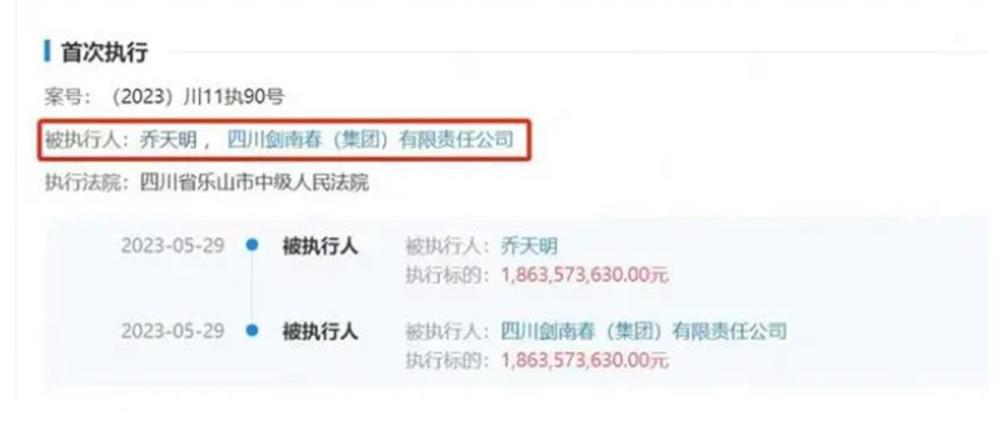 首次执行
案号：（2023）川11执90号
被执行人：乔天明，四川剑南春（集团）有限责任公司
执行法院：四川省乐山市中级人民法院
2023-05-29 被执行人 被执行人：乔天明
执行标的：1,863,573,630.00元
2023-05-29 被执行人 被执行人：四川剑南春（集团）有限责任公司
执行标的：1,863,573,630.00元